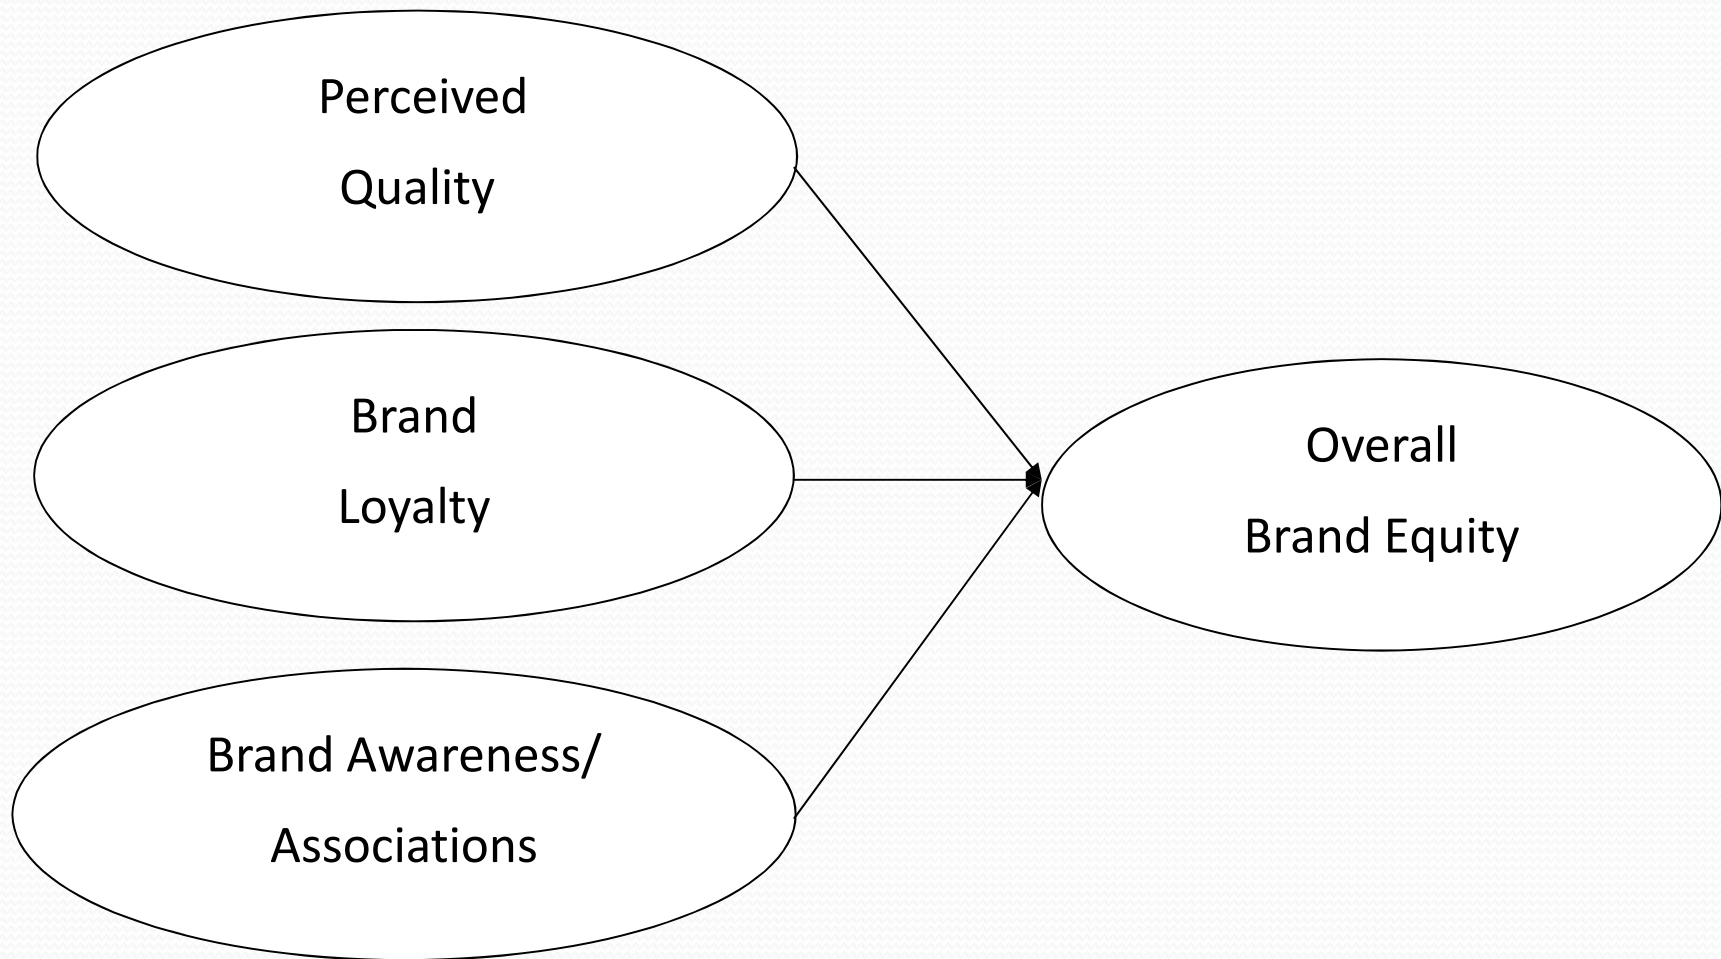 Perceived
Quality
Brand
Loyalty
Overall
Brand Equity
Brand Awareness/
Associations